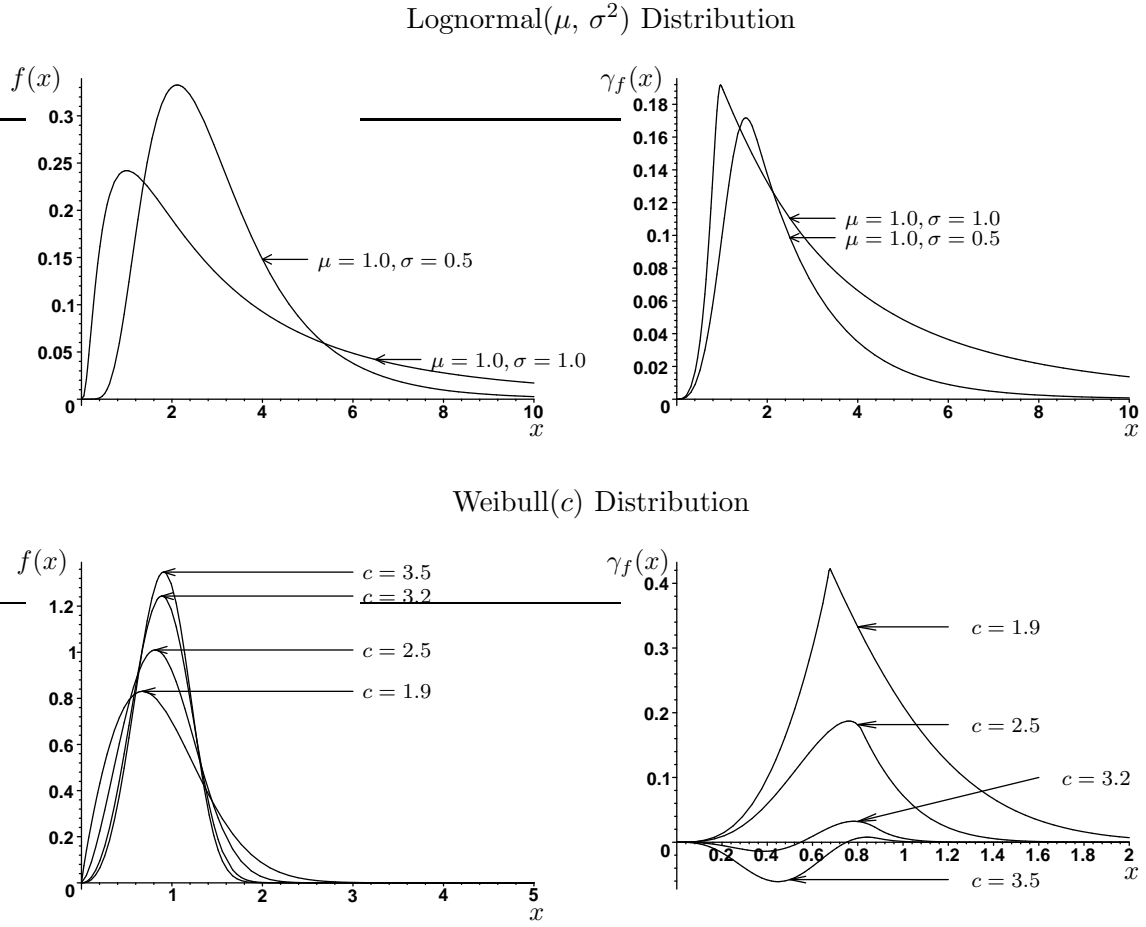 Lognormal(μ, σ²) Distribution
f(x)
0.3
0.25
0.2
0.15
0.1
0.05
0
2
4
6
8
10
x
μ = 1.0, σ = 0.5
μ = 1.0, σ = 1.0
γf(x)
0.18
0.16
0.14
0.12
0.1
0.08
0.06
0.04
0.02
0
2
4
6
8
10
x
μ = 1.0, σ = 1.0
μ = 1.0, σ = 0.5
Weibull(c) Distribution
f(x)
1.2
1
0.8
0.6
0.4
0.2
0
1
2
3
4
5
x
c = 3.5
c = 3.2
c = 2.5
c = 1.9
γf(x)
0.4
0.3
0.2
0.1
0
0.2
0.4
0.6
0.8
1
1.2
1.4
1.6
1.8
2
x
c = 1.9
c = 2.5
c = 3.2
c = 3.5